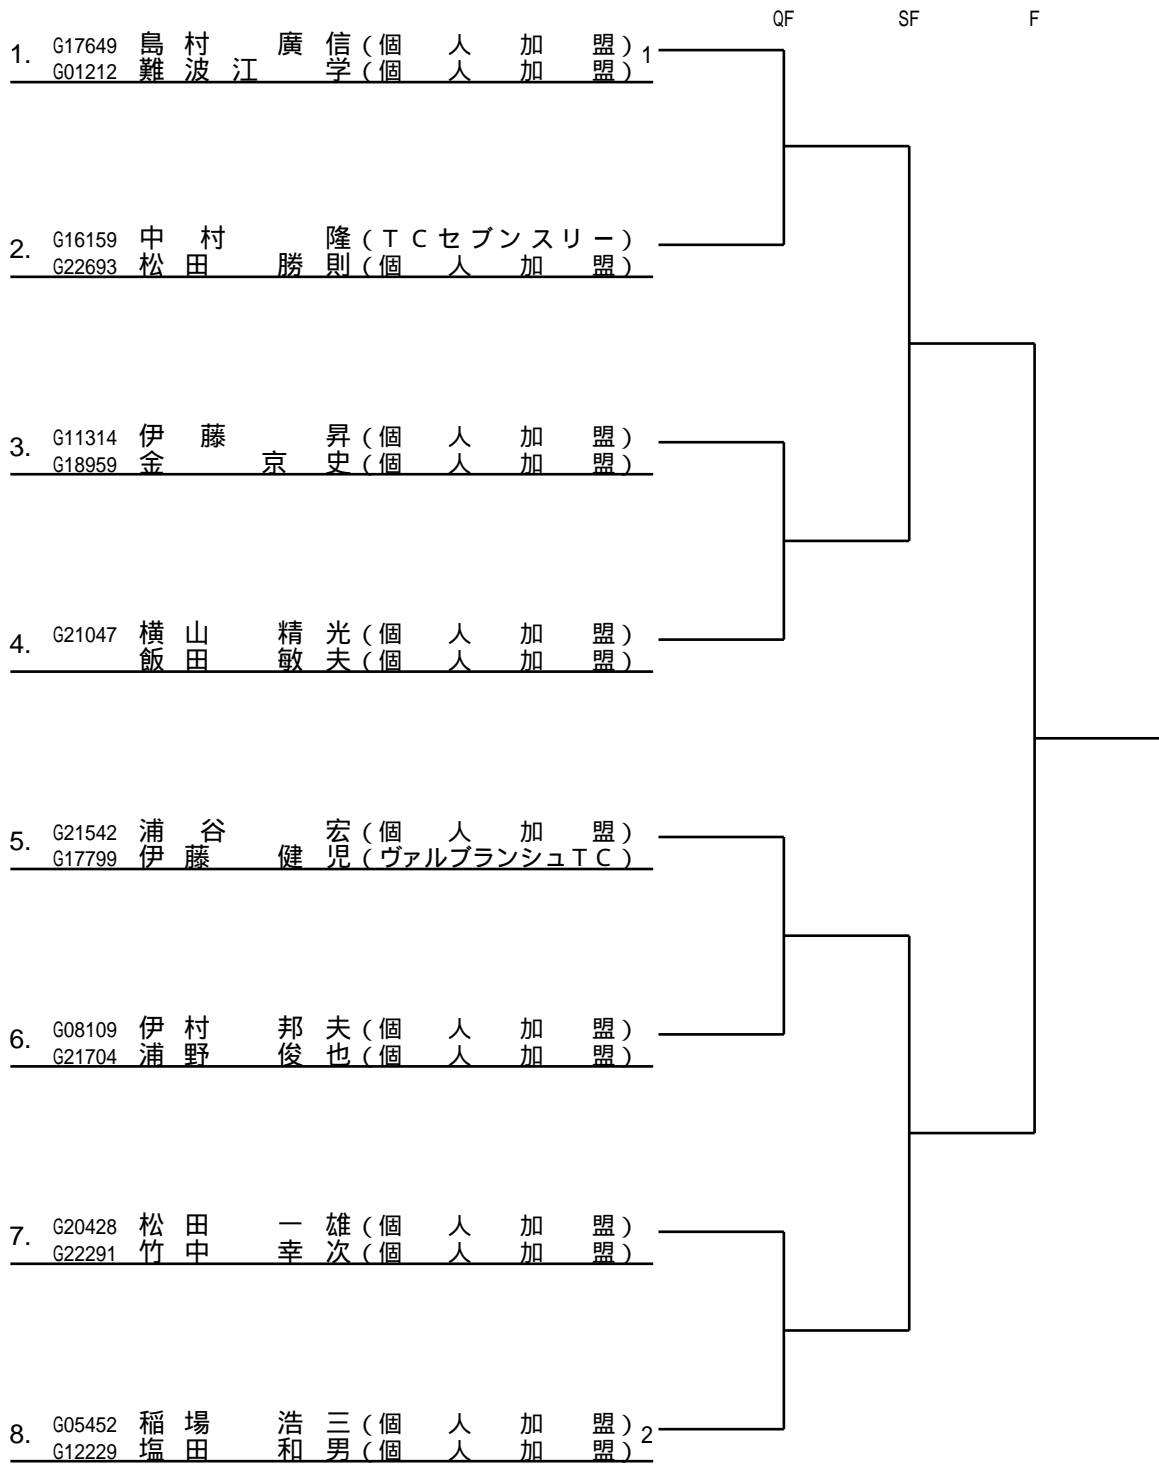 QF SF F
1. G17649 島村 廣信(個人加盟) 1
G01212 難波江 学(個人加盟)
2. G16159 中村 隆(TCセブンスリー)
G22693 松田 勝則(個人加盟)
3. G11314 伊藤 昇(個人加盟)
G18959 金 京史(個人加盟)
4. G21047 横山 精光(個人加盟)
飯田 敏夫(個人加盟)
5. G21542 浦谷 宏(個人加盟)
G17799 伊藤 健児(ヴァルブランシュTC)
6. G08109 伊村 邦夫(個人加盟)
G21704 浦野 俊也(個人加盟)
7. G20428 松田 一雄(個人加盟)
G22291 竹中 幸次(個人加盟)
8. G05452 稲場 浩三(個人加盟) 2
G12229 塩田 和男(個人加盟)